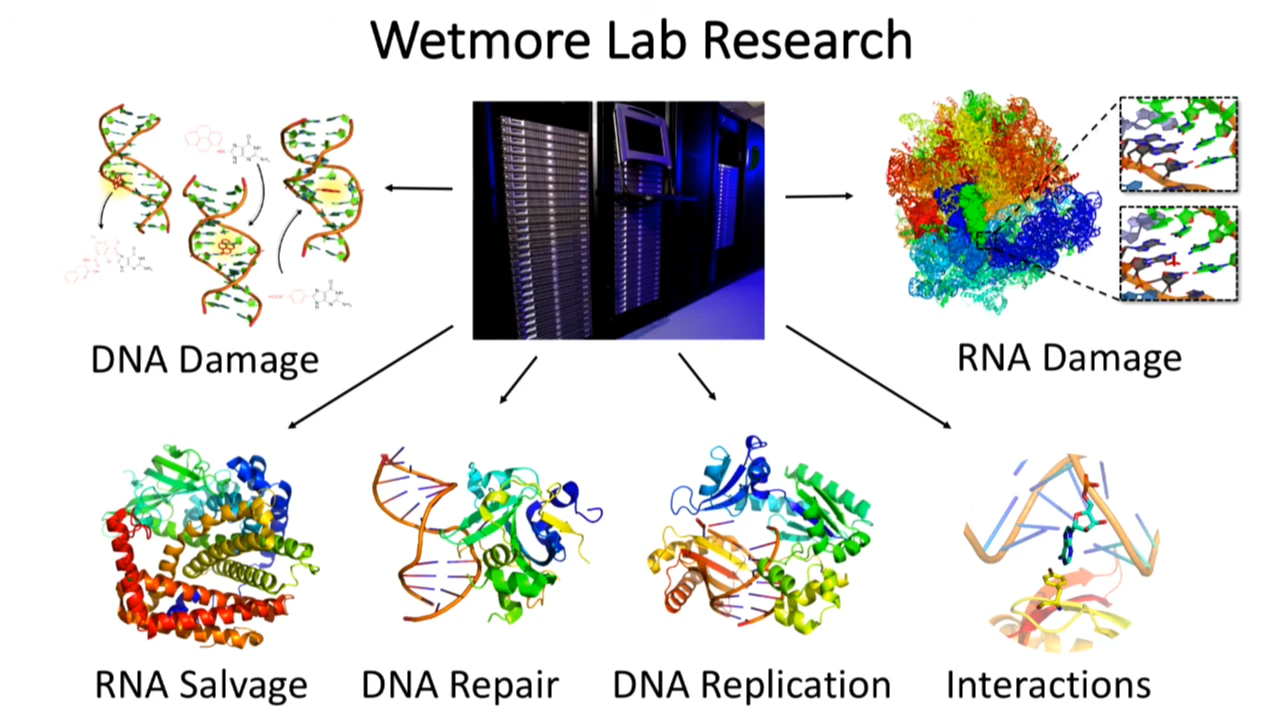 Wetmore Lab Research
DNA Damage
RNA Damage
RNA Salvage
DNA Repair
DNA Replication
Interactions